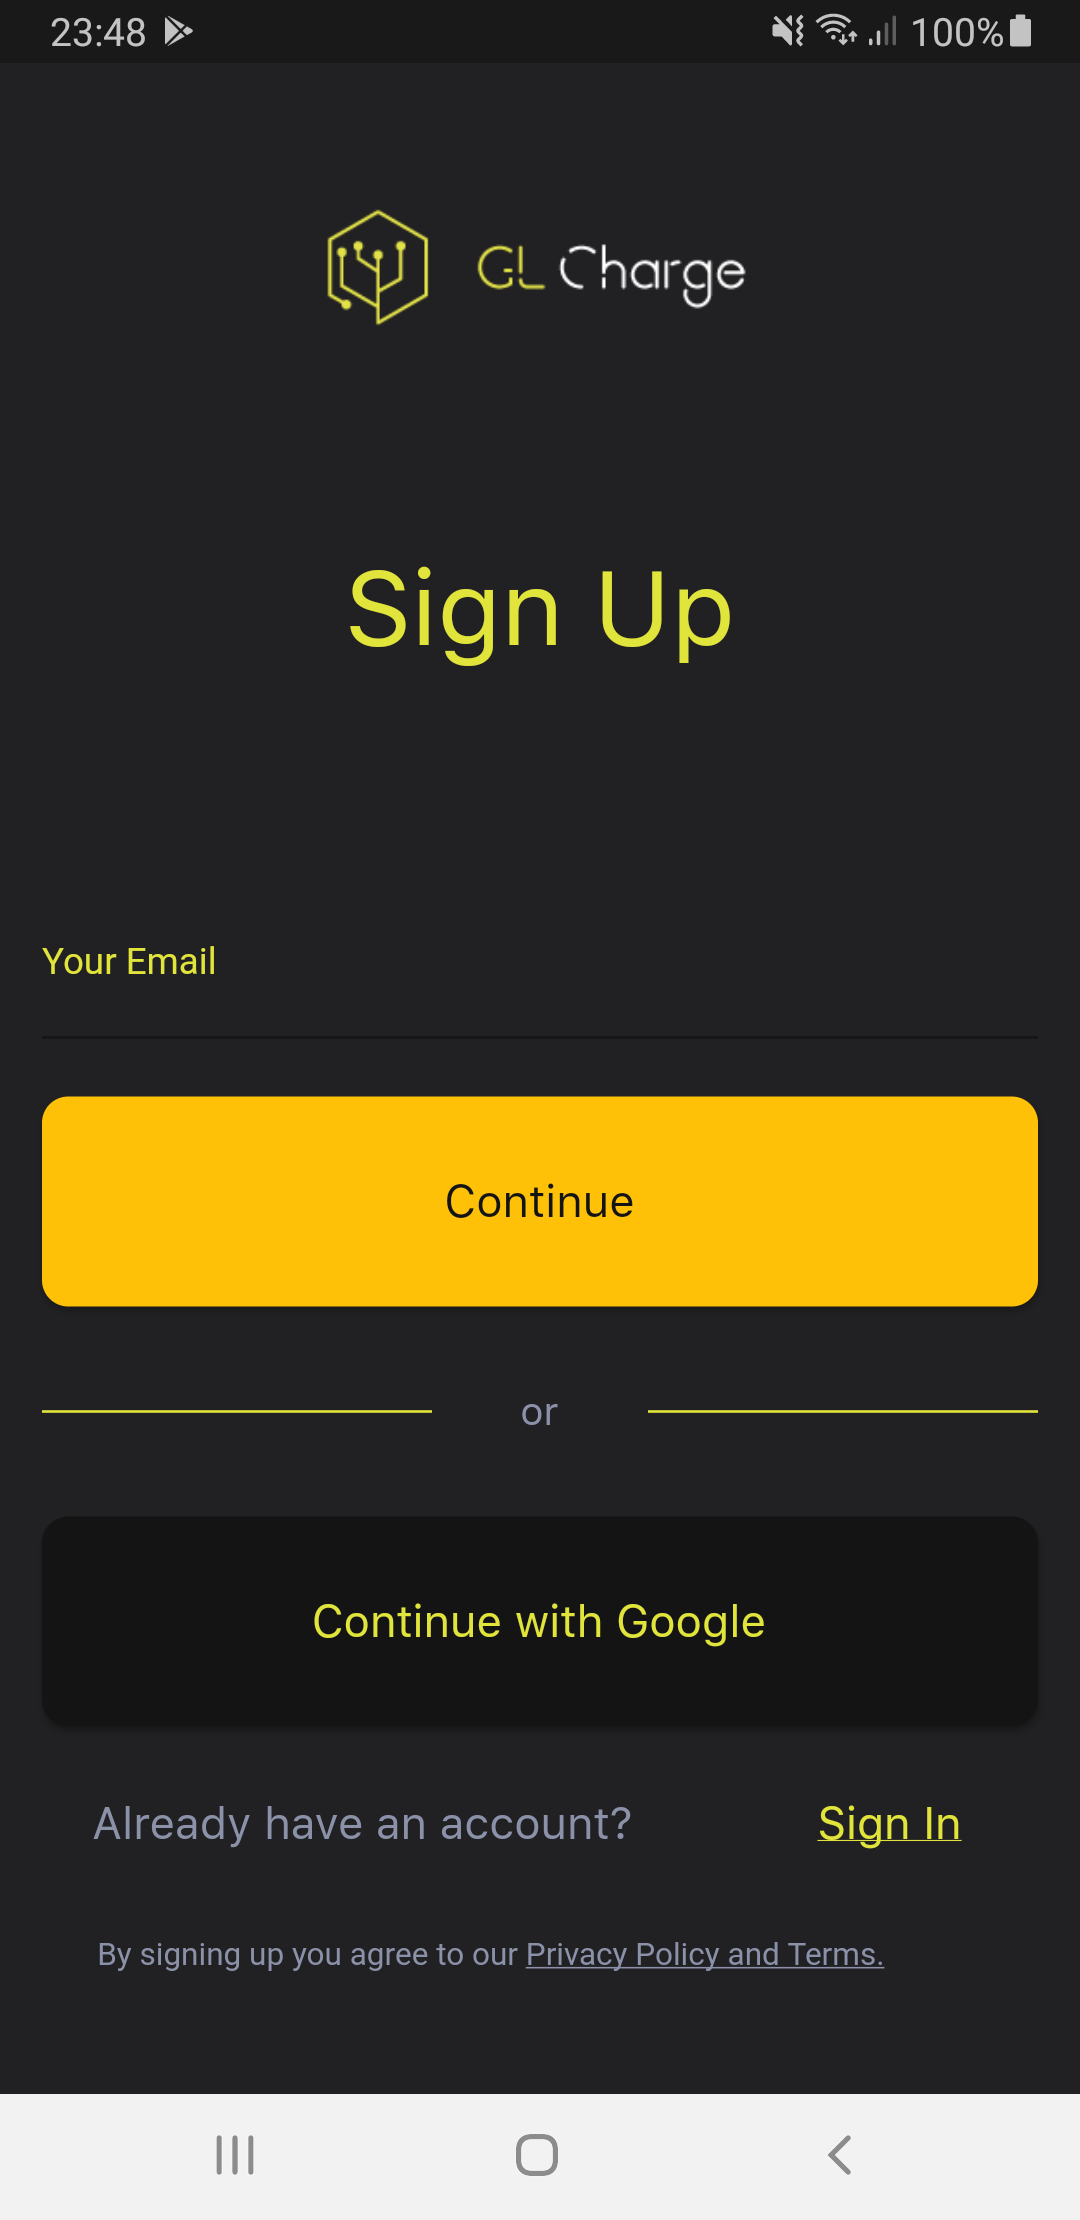 23:48
100%
GL Charge
Sign Up
Your Email
Continue
or
Continue with Google
Already have an account? Sign In
By signing up you agree to our Privacy Policy and Terms.